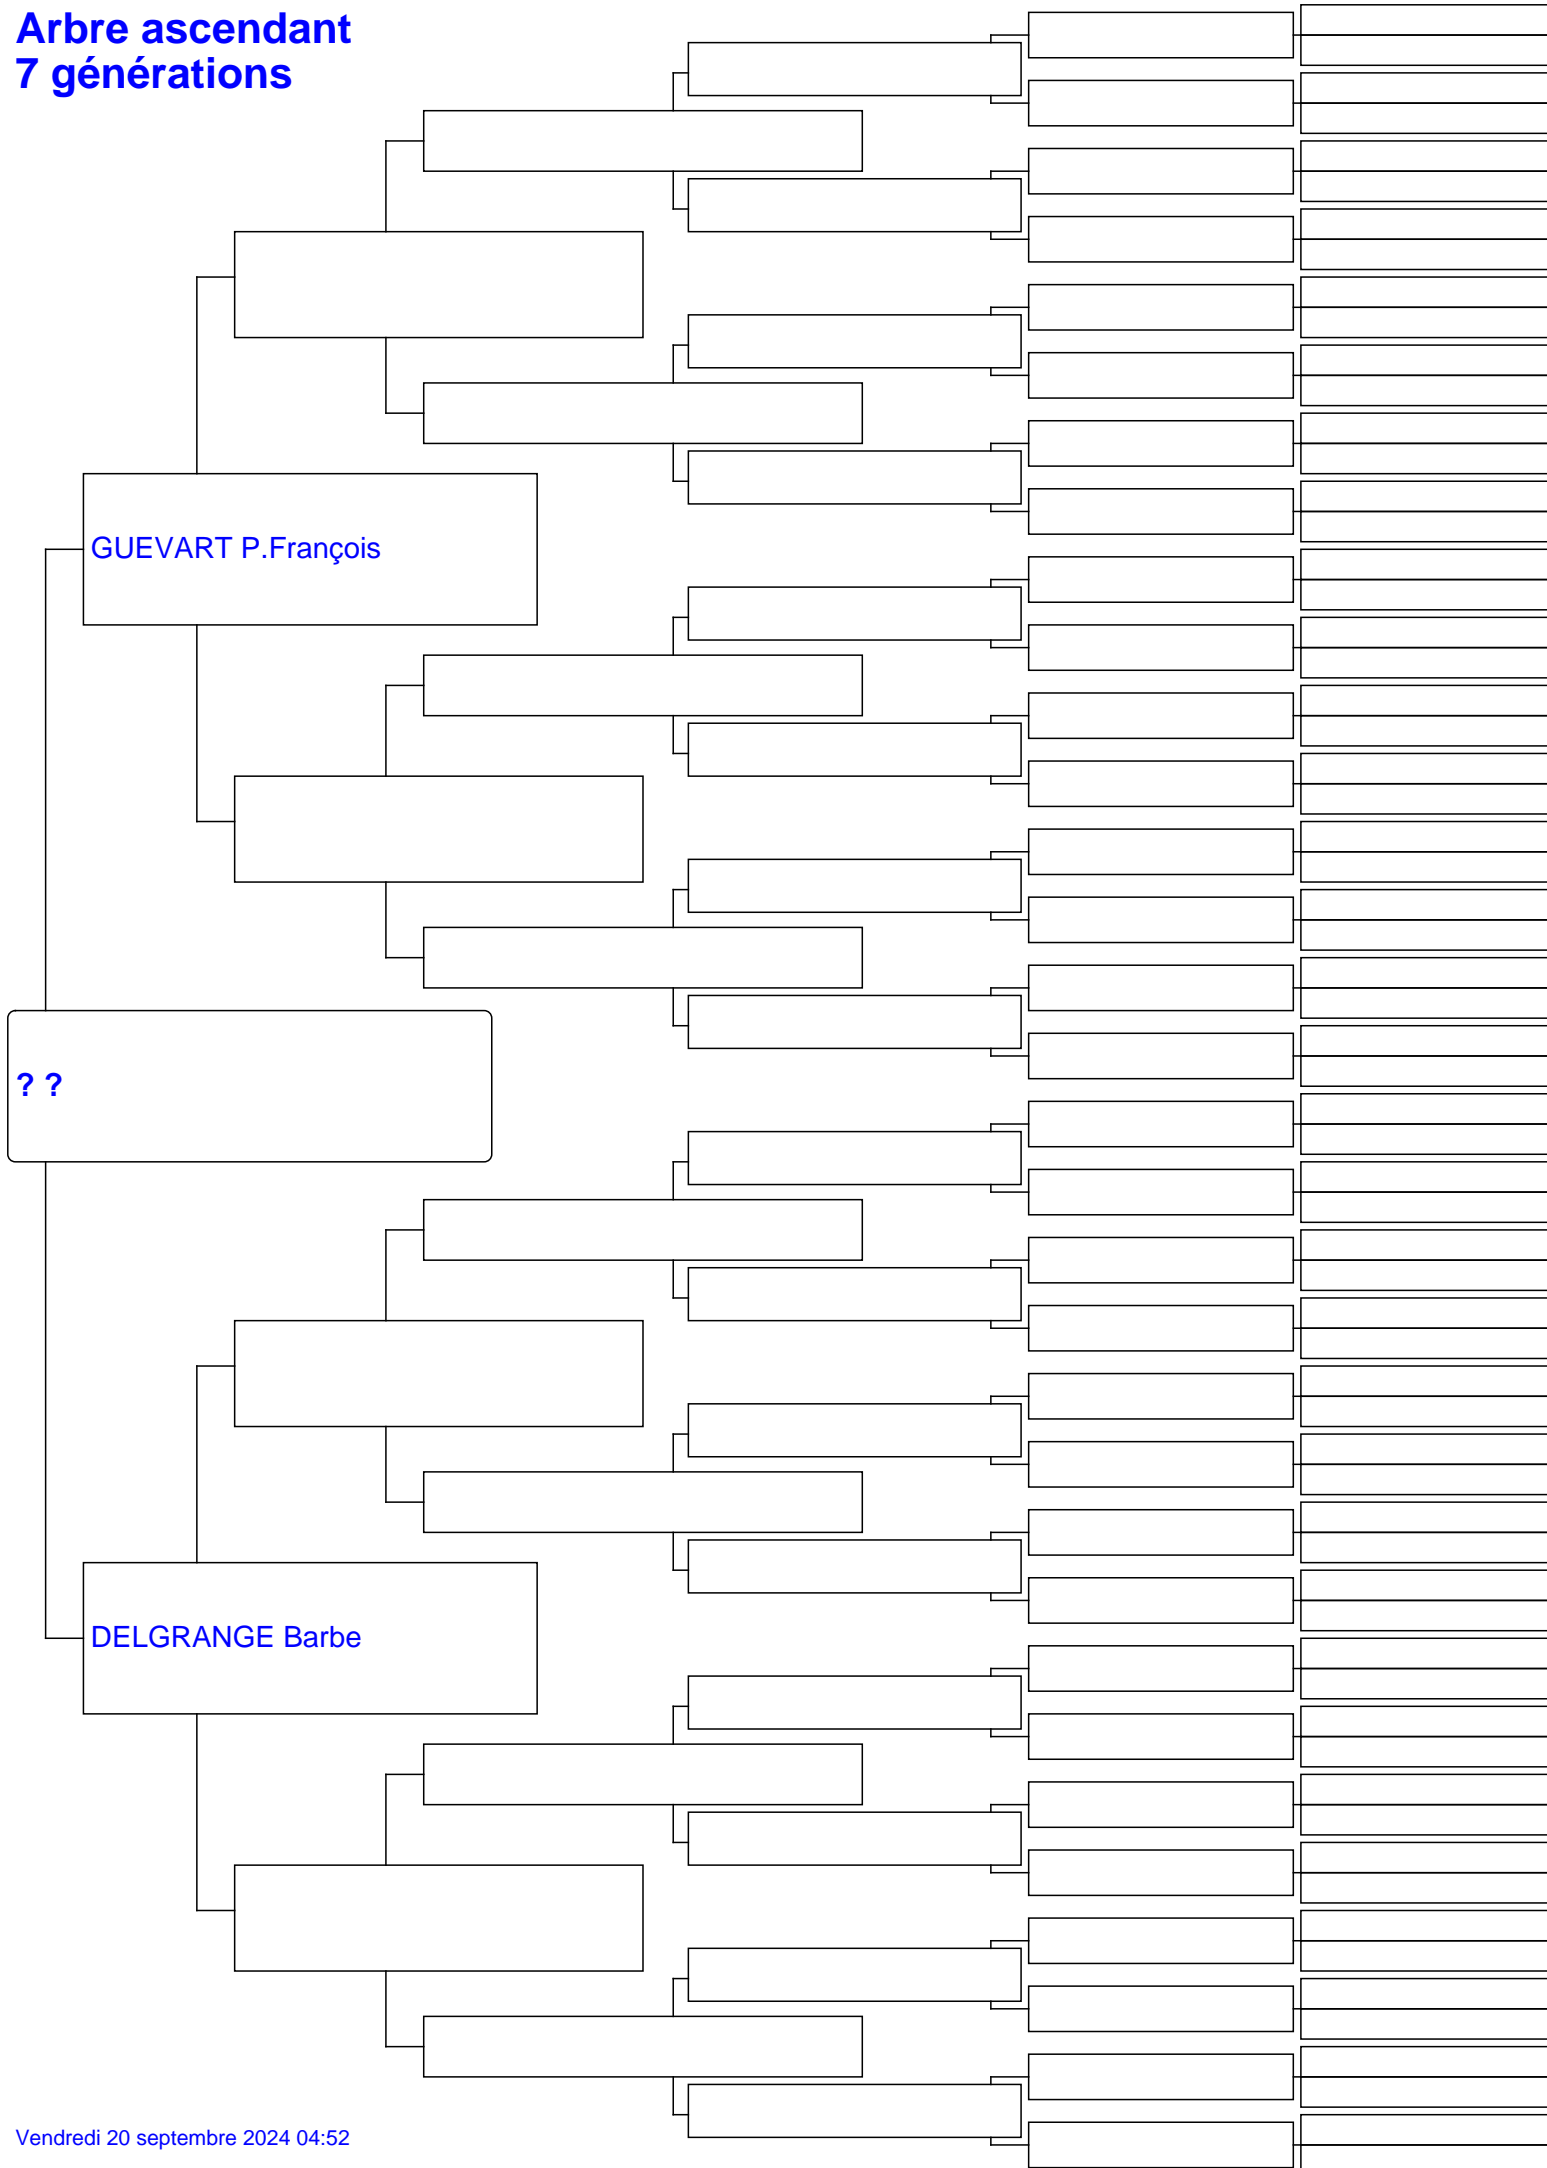 Arbre ascendant
7 générations
GUEVART P.François
? ?
DELGRANGE Barbe
Vendredi 20 septembre 2024 04:52